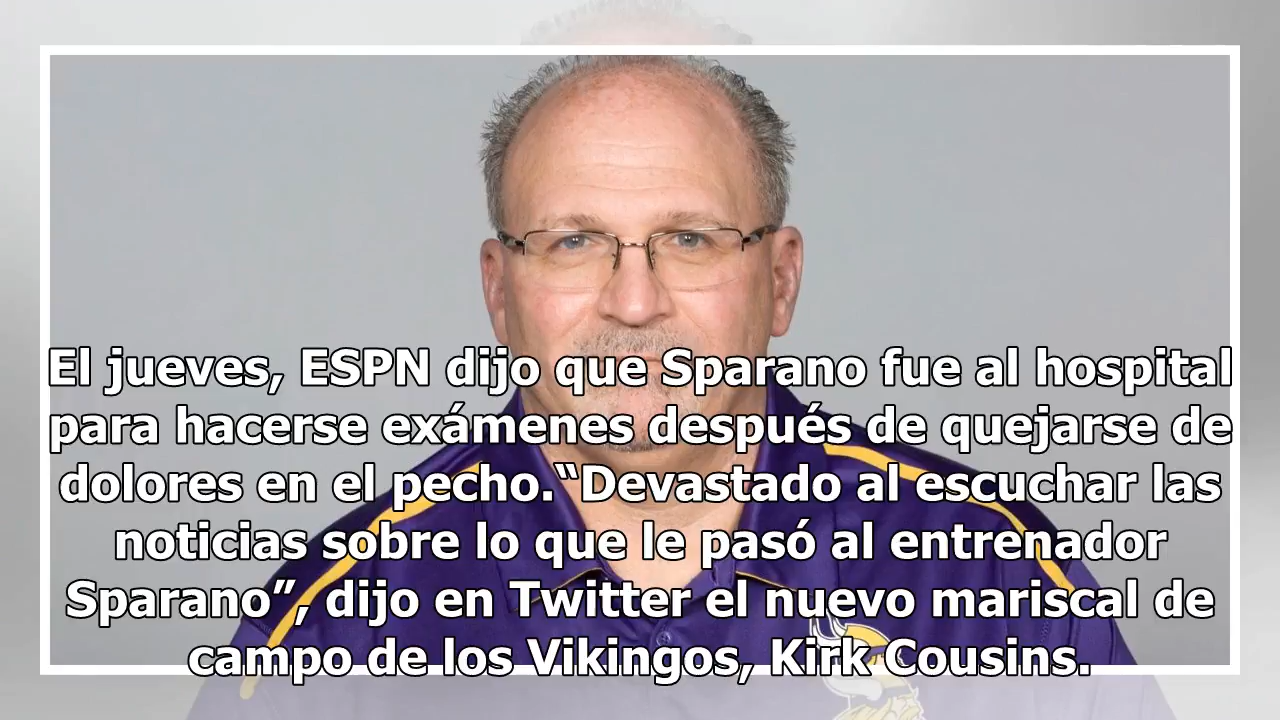 El jueves, ESPN dijo que Sparano fue al hospital
para hacerse exámenes después de quejarse de
dolores en el pecho.“Devastado al escuchar las
noticias sobre lo que le pasó al entrenador
Sparano”, dijo en Twitter el nuevo mariscal de
campo de los Vikingos, Kirk Cousins.